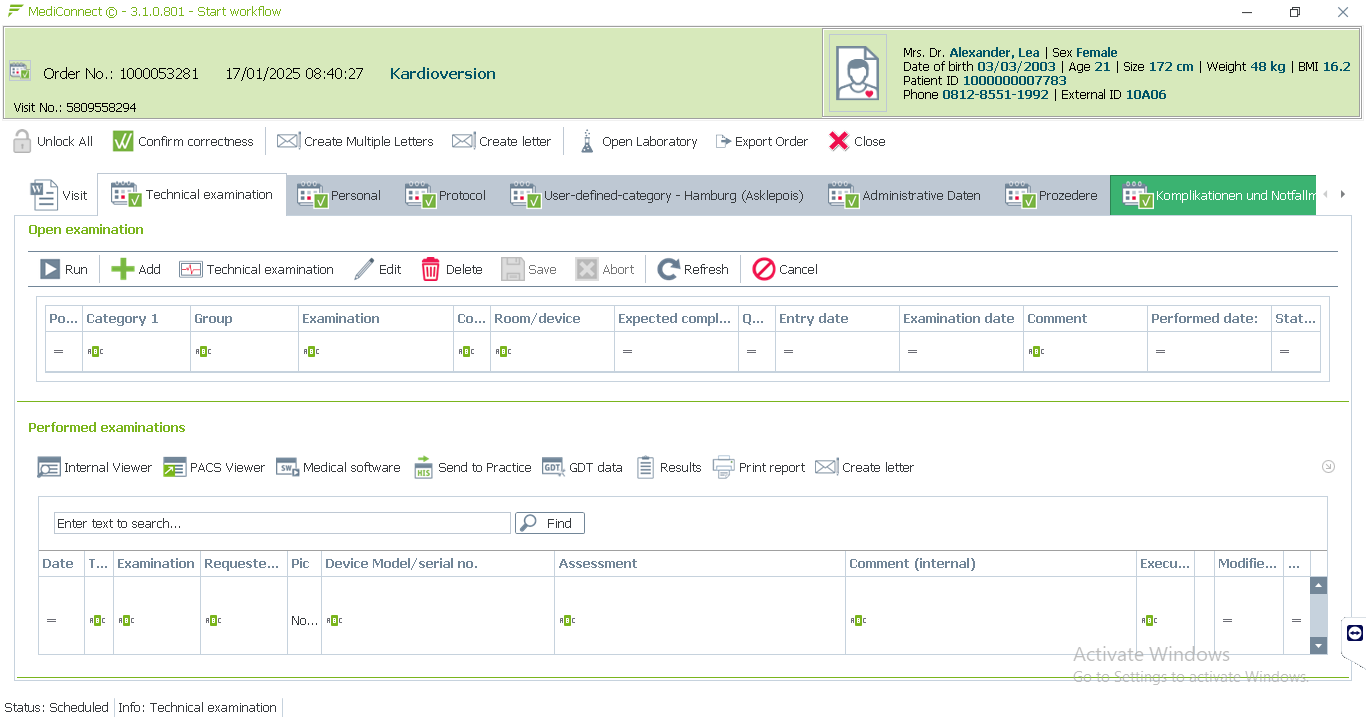 MediConnect © - 3.1.0.801 - Start workflow
Order No.: 1000053281 17/01/2025 08:40:27 Kardioversion
Visit No.: 5809558294
Mrs. Dr. Alexander, Lea | Sex Female
Date of birth 03/03/2003 | Age 21 | Size 172 cm | Weight 48 kg | BMI 16.2
Patient ID 1000000007783
Phone 0812-8551-1992 | External ID 10A06
Unlock All Confirm correctness Create Multiple Letters Create letter Open Laboratory Export Order Close
Visit Technical examination Personal Protocol User-defined-category - Hamburg (Asklepois) Administrative Daten Prozedere Komplikationen und Notfallm
Open examination
Run Add Technical examination Edit Delete Save Abort Refresh Cancel
Po... Category 1 Group Examination Co... Room/device Expected compl... Q... Entry date Examination date Comment Performed date: Stat...
= ABC ABC ABC ABC ABC = = = = ABC = =
Performed examinations
Internal Viewer PACS Viewer SW Medical software HIS Send to Practice GDT GDT data Results Print report Create letter
Enter text to search... Find
Date T... Examination Requeste... Pic Device Model/serial no. Assessment Comment (internal) Execu... Modifie... ...
= ABC ABC ABC No... ABC ABC ABC ABC = =
Activate Windows
Go to Settings to activate Windows.
Status: Scheduled Info: Technical examination